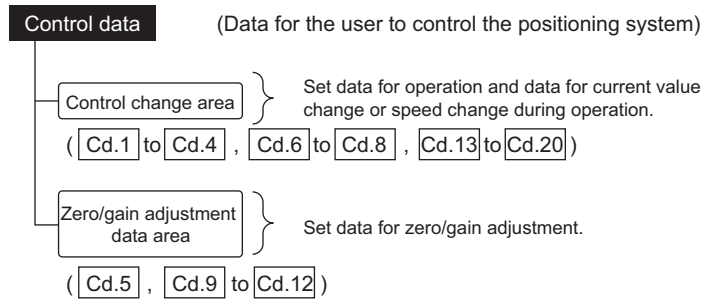 Control data (Data for the user to control the positioning system)
Control change area Set data for operation and data for current value
change or speed change during operation.
( Cd.1 to Cd.4 , Cd.6 to Cd.8 , Cd.13 to Cd.20 )
Zero/gain adjustment
data area Set data for zero/gain adjustment.
( Cd.5 , Cd.9 to Cd.12 )